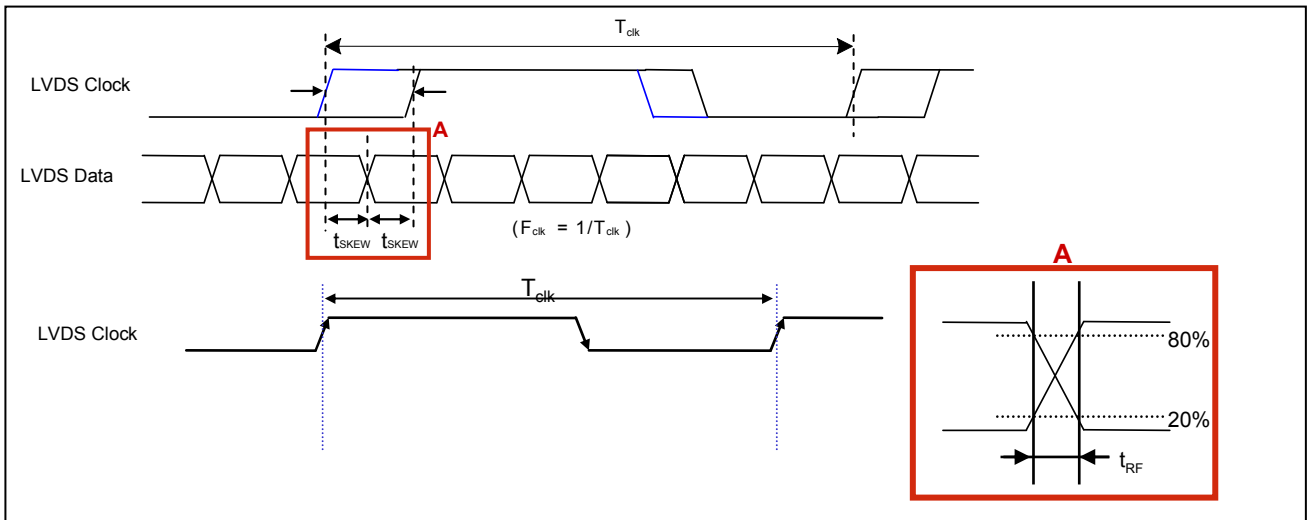 Tclk
LVDS Clock
A
LVDS Data
tSKEW tSKEW
(Fclk = 1/Tclk)
A
Tclk
LVDS Clock
80%
20%
tRF